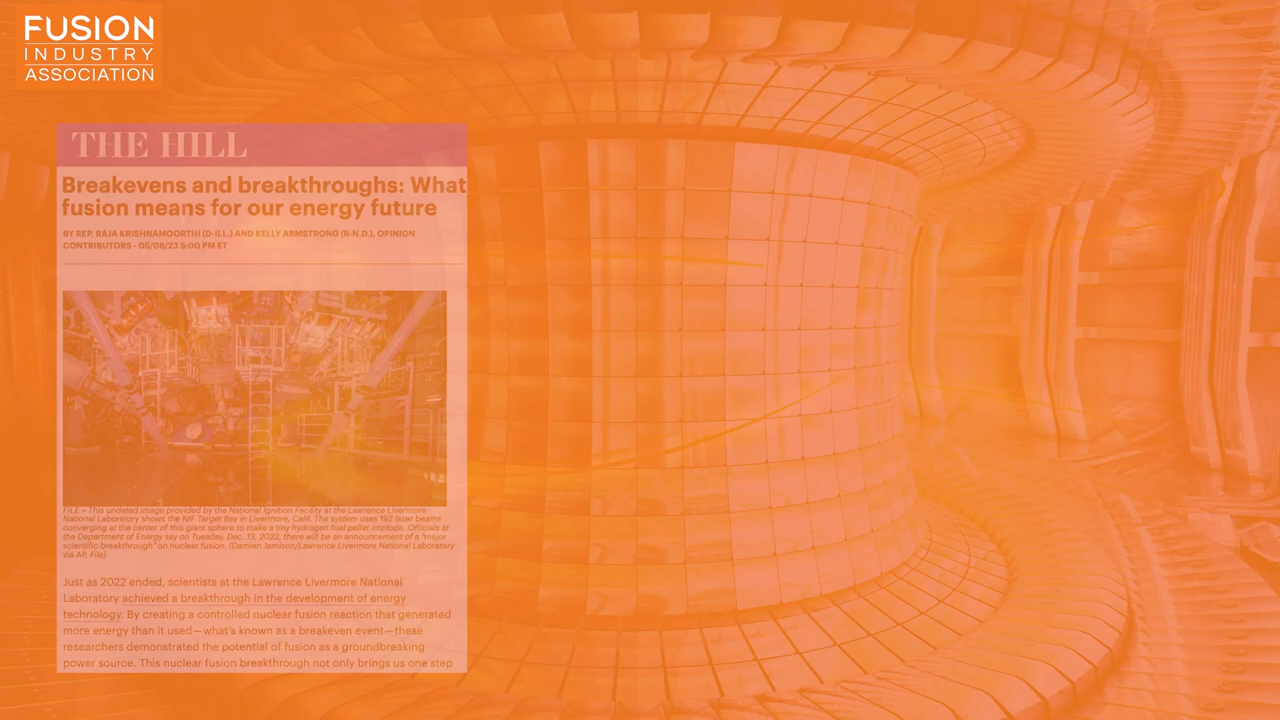 FUSION
INDUSTRY
ASSOCIATION
THE HILL
Breakevens and breakthroughs: What
fusion means for our energy future
BY REP. RAJA KRISHNAMOORTHI (D-ILL.) AND KELLY ARMSTRONG (R-N.D.), OPINION
CONTRIBUTORS - 05/08/23 5:00 PM ET
FILE —This undated image provided by the National Ignition Facility at the Lawrence Livermore
National Laboratory shows the NIF Target Bay in Livermore, Calif. The system uses 192 laser beams
converging at the center of this giant sphere to make a tiny hydrogen fuel pellet implode. Officials at
the Department of Energy say on Tuesday, Dec. 13, 2022, there will be an announcement of a "major
scientific breakthrough" on nuclear fusion. (Damien Jemison/Lawrence Livermore National Laboratory
via AP, File)
Just as 2022 ended, scientists at the Lawrence Livermore National
Laboratory achieved a breakthrough in the development of energy
technology. By creating a controlled nuclear fusion reaction that generated
more energy than it used—what's known as a breakeven event—these
researchers demonstrated the potential of fusion as a groundbreaking
power source. This nuclear fusion breakthrough not only brings us one step